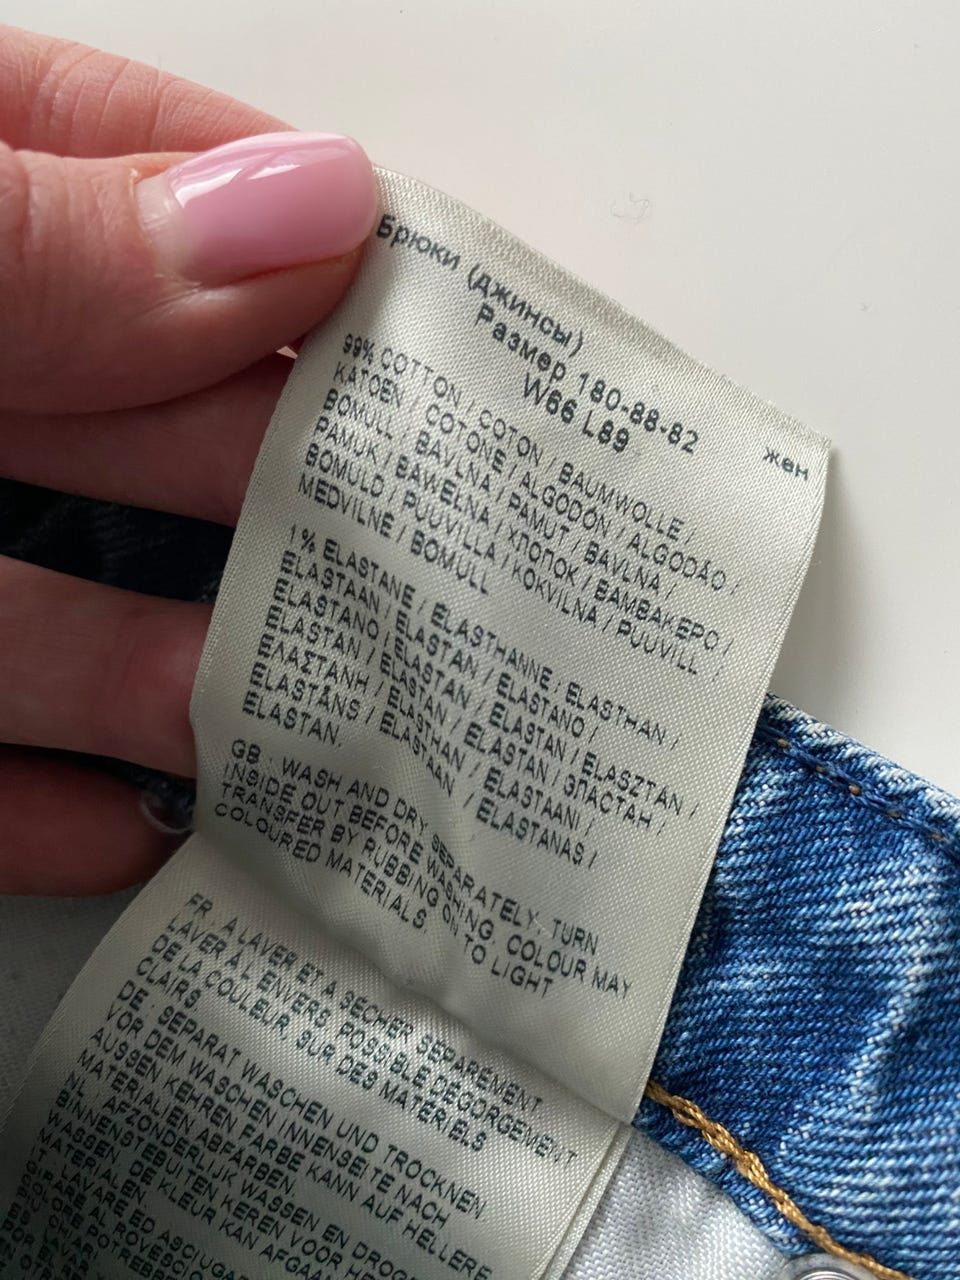 Брюки (джинсы)
Размер 180-88-82
W66 L89
жен
99% COTTON / COTON / BAUMWOLLE /
KATOEN / COTONE / ALGODÓN / ALGODÃO /
BOMULL / BAVLNA / PAMUT / BAVLNA /
PAMUK / BAWEŁNA / ХЛОПОК / ΒΑΜΒΑΚΕΡΟ /
BOMULD / PUUVILLA / KOKVILNA / PUUVILL /
MEDVILNĖ / BOMULL
1% ELASTANE / ÉLASTHANNE / ELASTHAN /
ELASTAAN / ELASTAN / ELASTANO /
ELASTANO / ELASTAN / ELASTAN / ELASZTAN /
ELASTAN / ELASTAN / ELASTAN / ЭЛАСТАН /
ΕΛΑΣΤΑΝΗ / ELASTHAN / ELASTAANI /
ELASTĀNS / ELASTAAN / ELASTANAS /
ELASTAN.
GB : WASH AND DRY SEPARATELY. TURN
INSIDE OUT BEFORE WASHING. COLOUR MAY
TRANSFER BY RUBBING ON TO LIGHT
COLOURED MATERIALS.
FR : A LAVER ET A SECHER SEPAREMENT
LAVER A L ENVERS. POSSIBLE DEGORGEMENT
DE LA COULEUR SUR DES MATERIELS
CLAIRS.
DE : SEPARAT WASCHEN UND TROCKNEN
VOR DEM WASCHEN INNENSEITE NACH
AUSSEN KEHREN FARBE KANN AUF HELLERE
MATERIALIEN ABFARBEN.
NL : AFZONDERLIJK WASSEN EN
BINNENSTEBUITEN KEREN VOOR HET
WASSEN. DE KLEUR KAN
MATERIALEN.
LAVARE ED